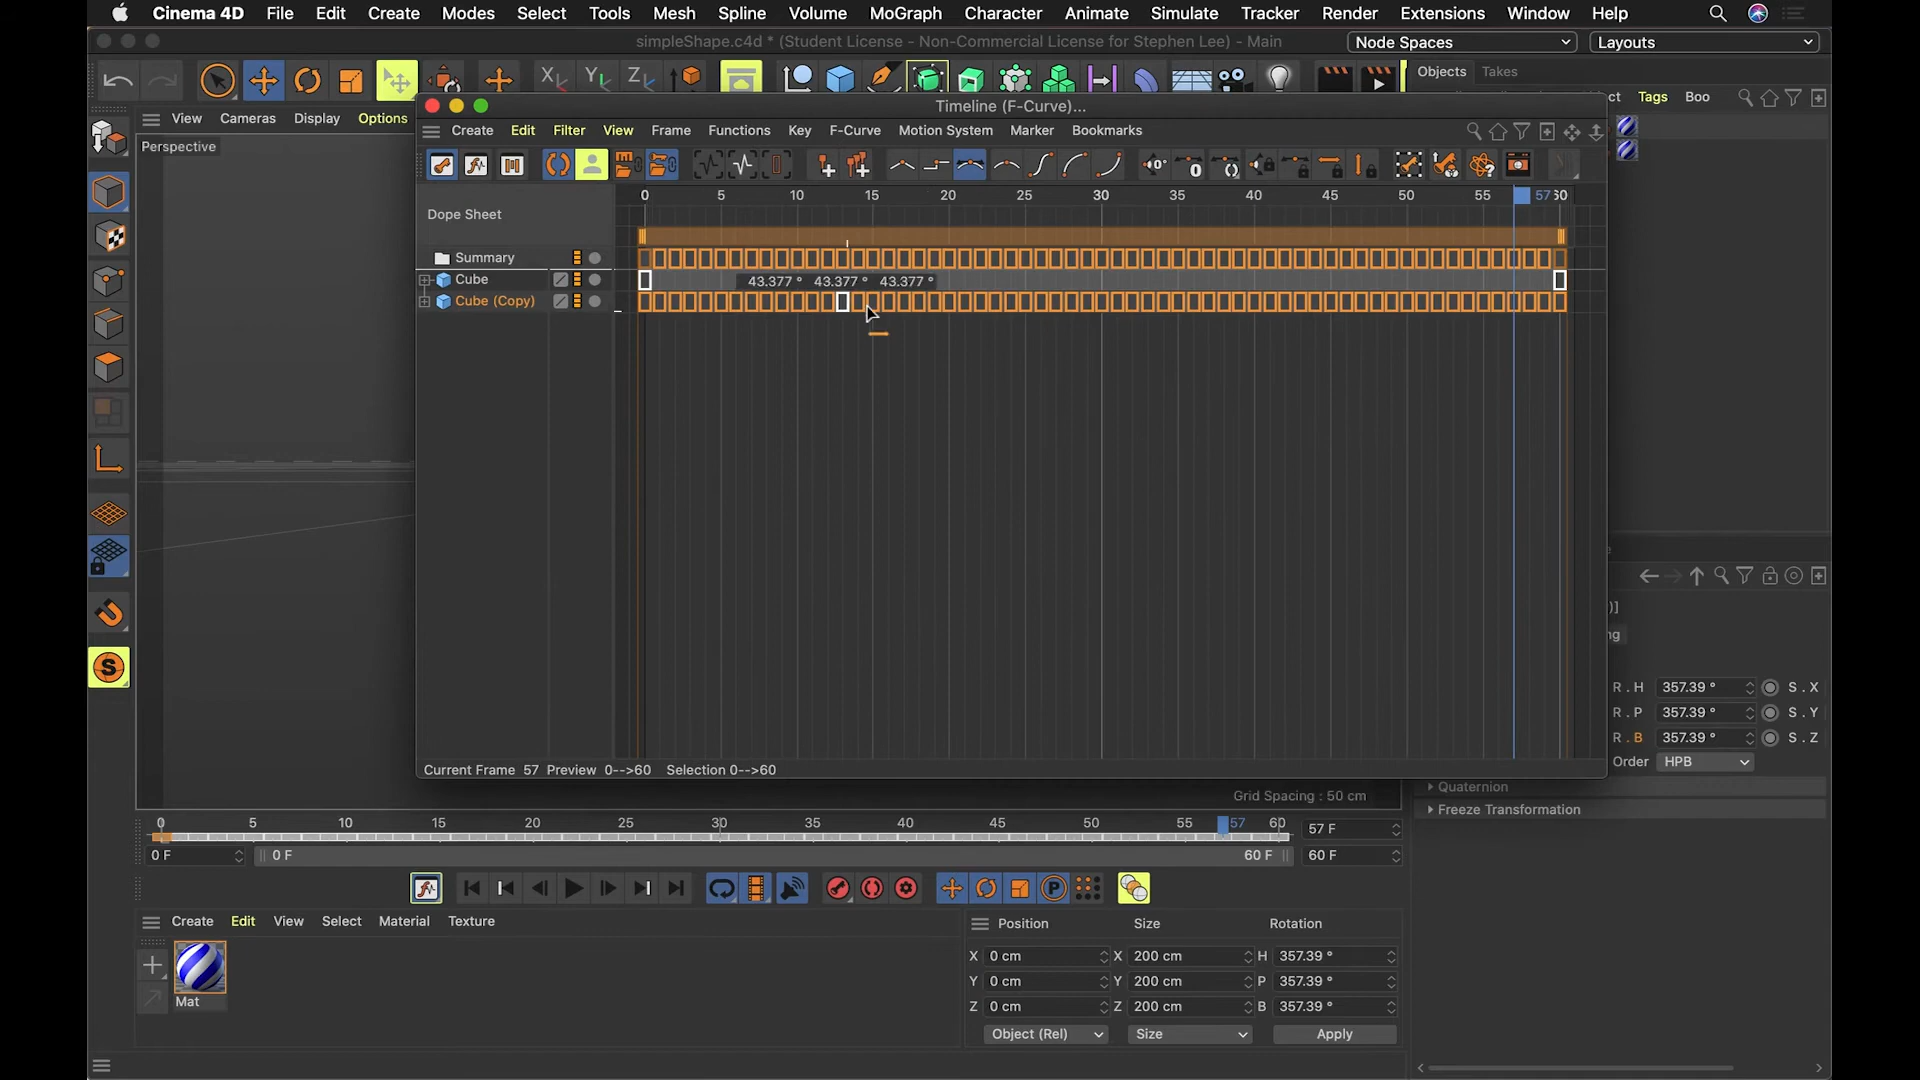 Cinema 4D File Edit Create Modes Select Tools Mesh Spline Volume MoGraph Character Animate Simulate Tracker Render Extensions Window Help
simpleShape.c4d * (Student License - Non-Commercial License for Stephen Lee) - Main
Node Spaces Layouts
X Y Z Objects Takes
View Cameras Display Options
Timeline (F-Curve)...
ct Tags Boo
Create Edit Filter View Frame Functions Key F-Curve Motion System Marker Bookmarks
Perspective
0 5 10 15 20 25 30 35 40 45 50 55 57 60
Dope Sheet
Summary
Cube 43.377 ° 43.377 ° 43.377 °
Cube (Copy)
)]
ng
R . H 357.39 ° S . X
R . P 357.39 ° S . Y
R . B 357.39 ° S . Z
Order HPB
Current Frame 57 Preview 0-->60 Selection 0-->60
Quaternion
Grid Spacing : 50 cm
Freeze Transformation
0 5 10 15 20 25 30 35 40 45 50 55 57 60 57 F
0 F 0 F 60 F 60 F
P
Create Edit View Select Material Texture
Position Size Rotation
X 0 cm X 200 cm H 357.39 °
Y 0 cm Y 200 cm P 357.39 °
Z 0 cm Z 200 cm B 357.39 °
Mat
Object (Rel) Size Apply
S